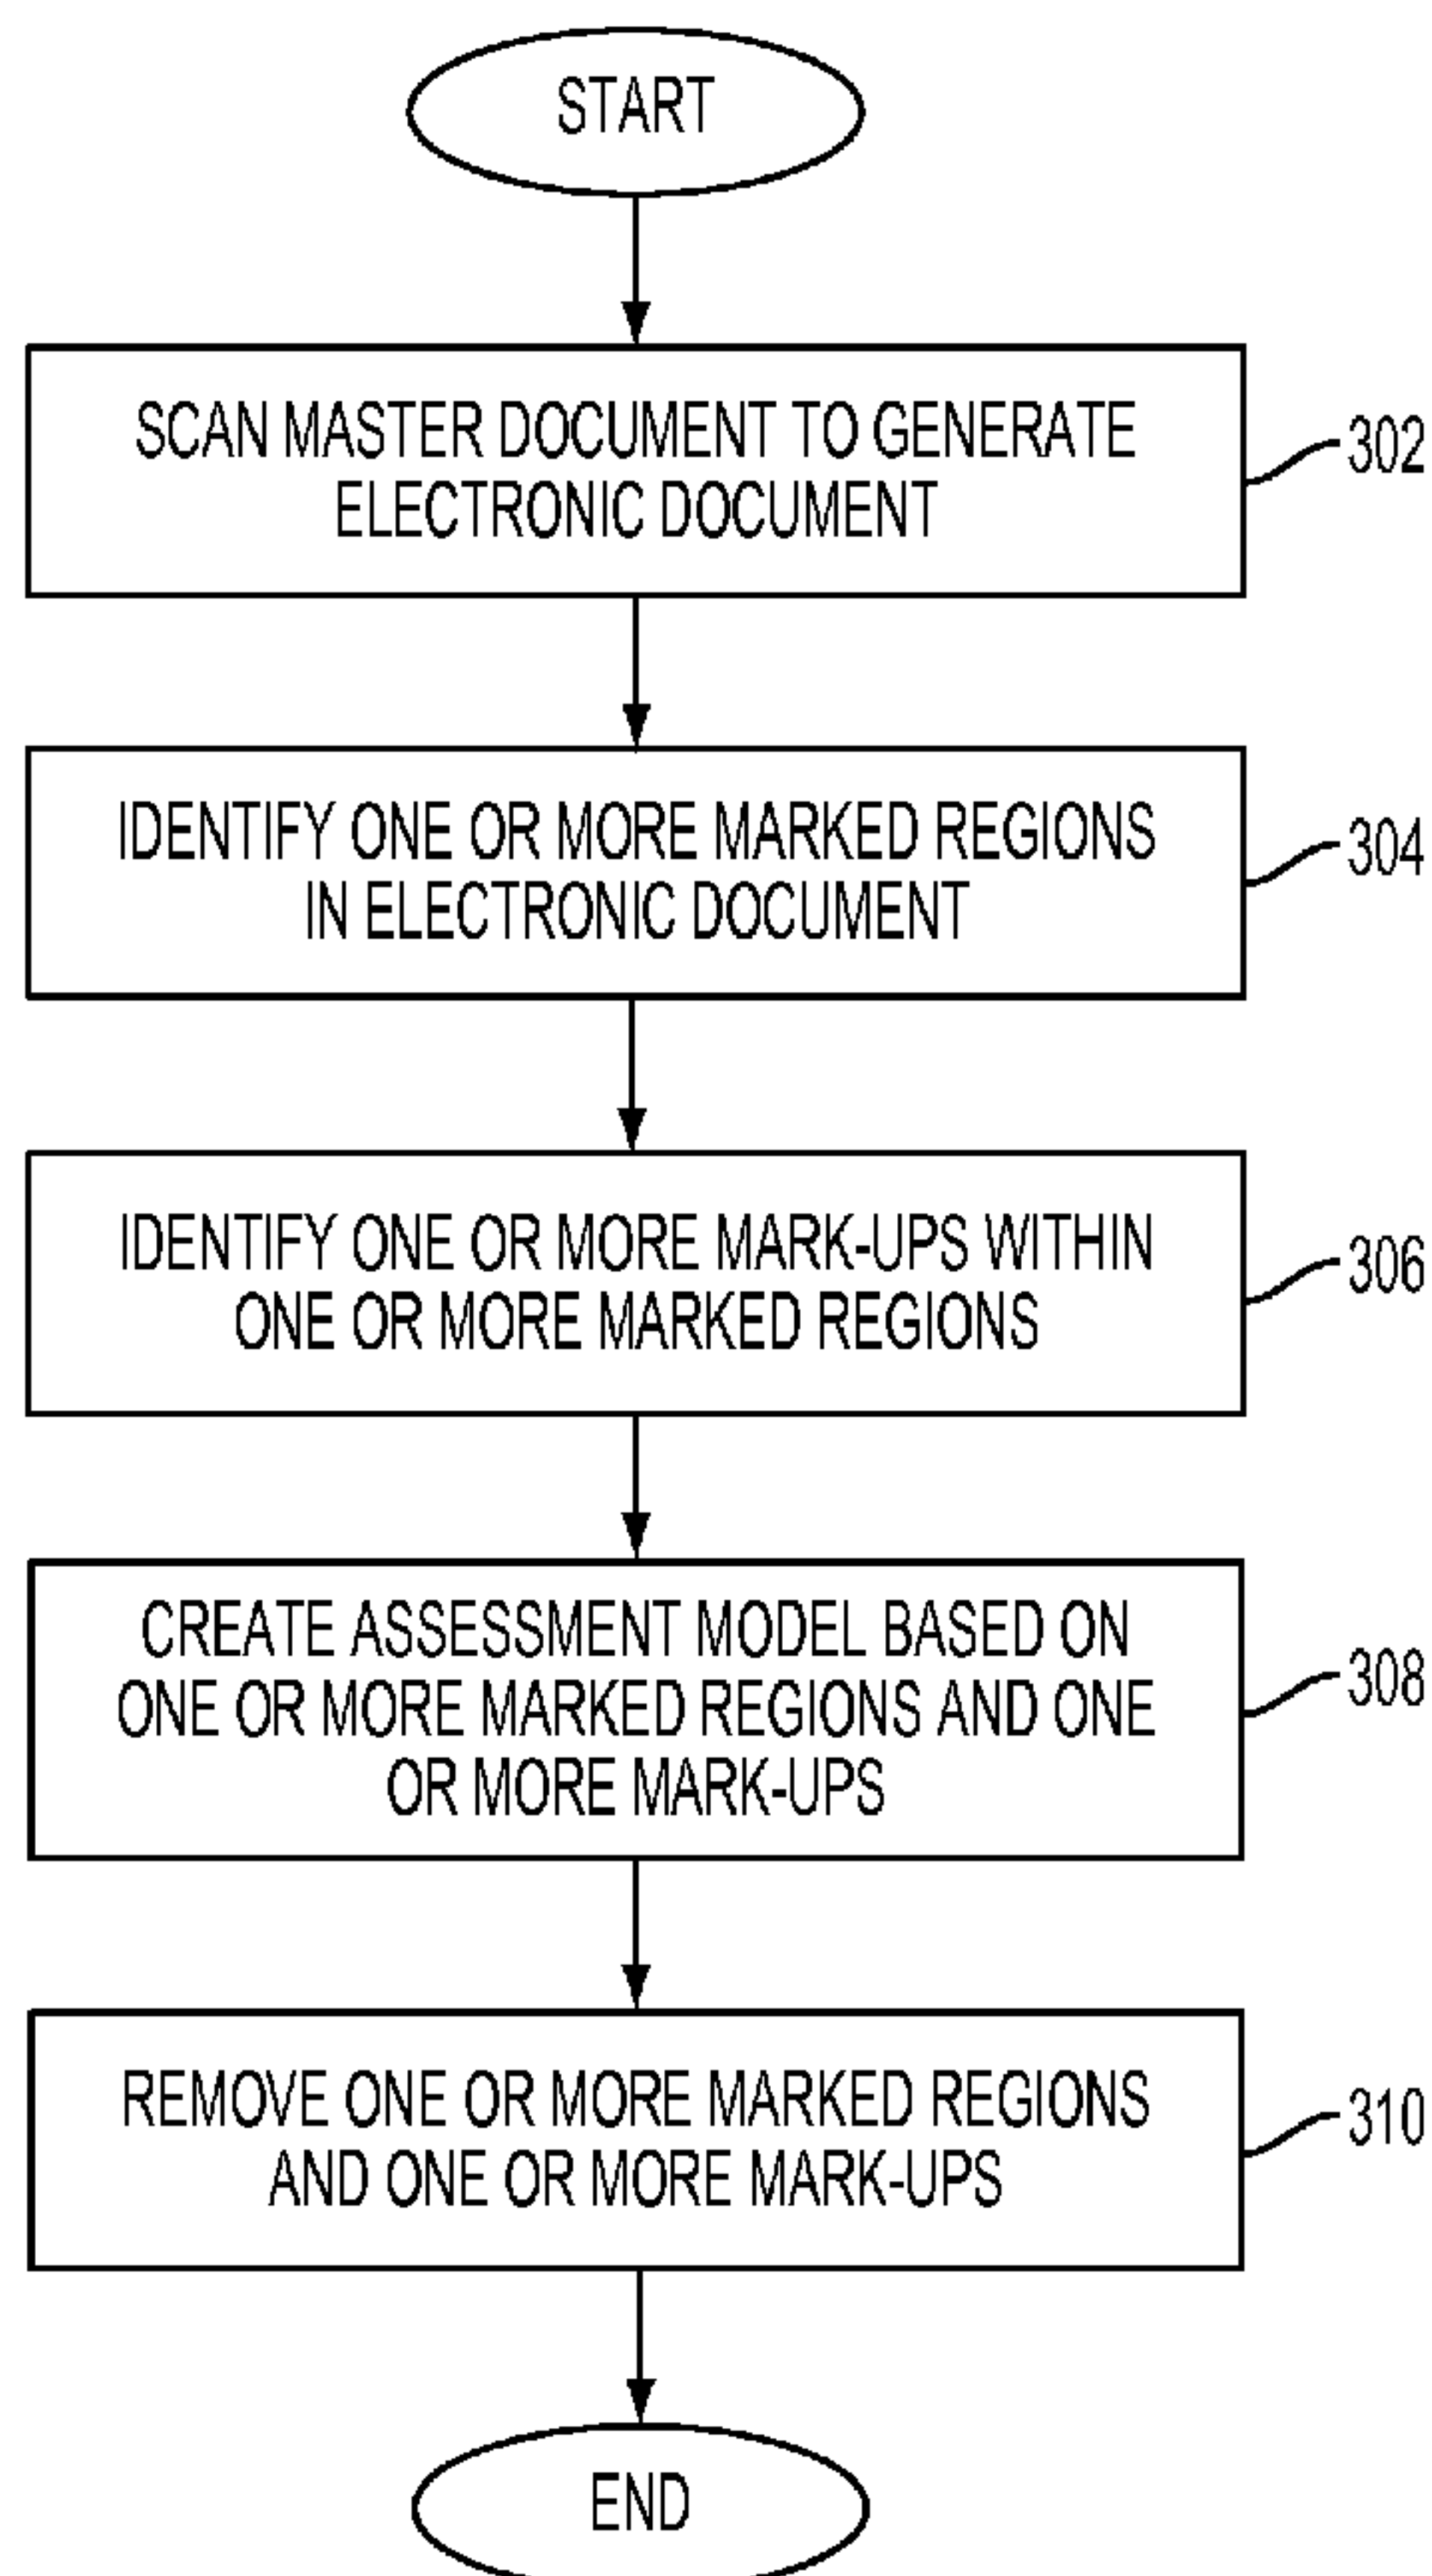 START
SCAN MASTER DOCUMENT TO GENERATE
ELECTRONIC DOCUMENT
302
IDENTIFY ONE OR MORE MARKED REGIONS
IN ELECTRONIC DOCUMENT
304
IDENTIFY ONE OR MORE MARK-UPS WITHIN
ONE OR MORE MARKED REGIONS
306
CREATE ASSESSMENT MODEL BASED ON
ONE OR MORE MARKED REGIONS AND ONE
OR MORE MARK-UPS
308
REMOVE ONE OR MORE MARKED REGIONS
AND ONE OR MORE MARK-UPS
310
END